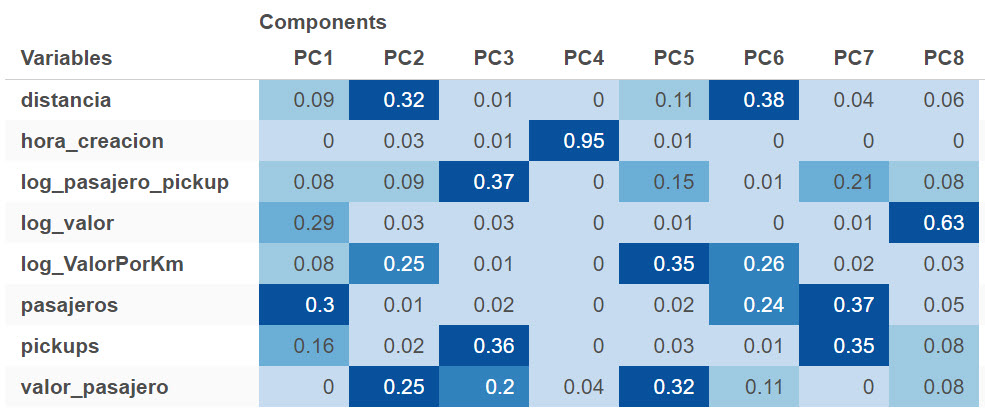 Components
Variables PC1 PC2 PC3 PC4 PC5 PC6 PC7 PC8
distancia 0.09 0.32 0.01 0 0.11 0.38 0.04 0.06
hora_creacion 0 0.03 0.01 0.95 0.01 0 0 0
log_pasajero_pickup 0.08 0.09 0.37 0 0.15 0.01 0.21 0.08
log_valor 0.29 0.03 0.03 0 0.01 0 0.01 0.63
log_ValorPorKm 0.08 0.25 0.01 0 0.35 0.26 0.02 0.03
pasajeros 0.3 0.01 0.02 0 0.02 0.24 0.37 0.05
pickups 0.16 0.02 0.36 0 0.03 0.01 0.35 0.08
valor_pasajero 0 0.25 0.2 0.04 0.32 0.11 0 0.08